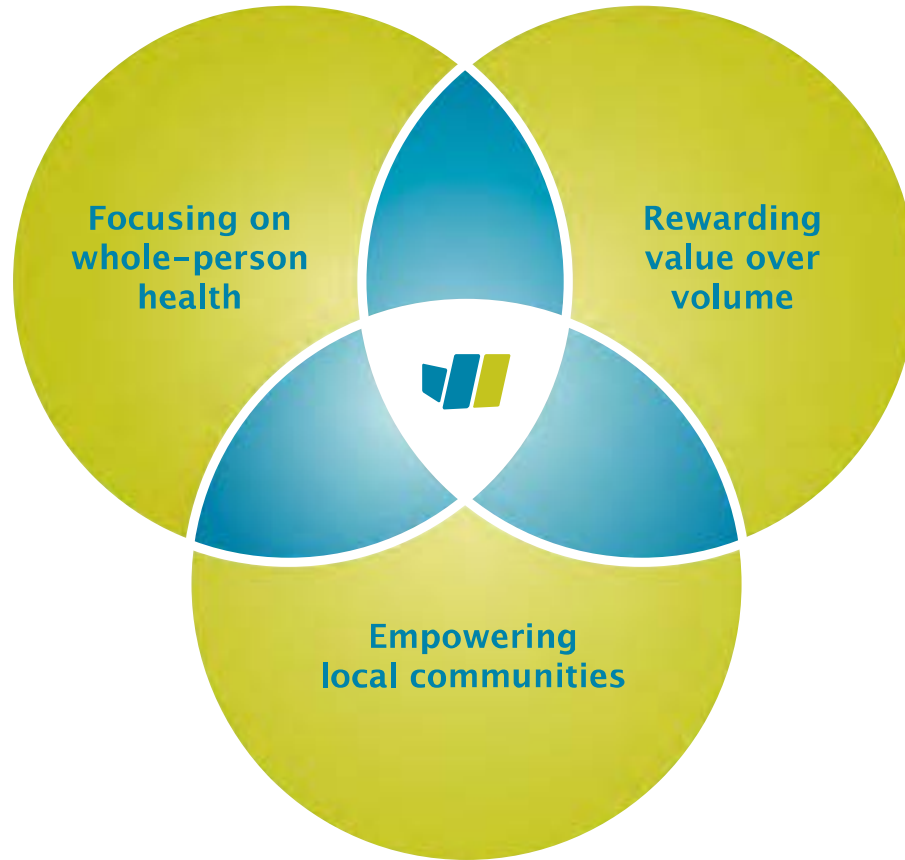 Focusing on
whole-person
health
Rewarding
value over
volume
Empowering
local communities